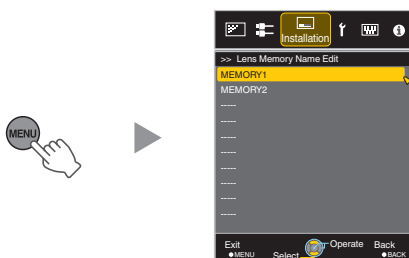 MENU
Installation
>> Lens Memory Name Edit
MEMORY1
MEMORY2
-----
-----
-----
-----
-----
-----
-----
-----
Exit
Operate
Back
●MENU
Select
●BACK